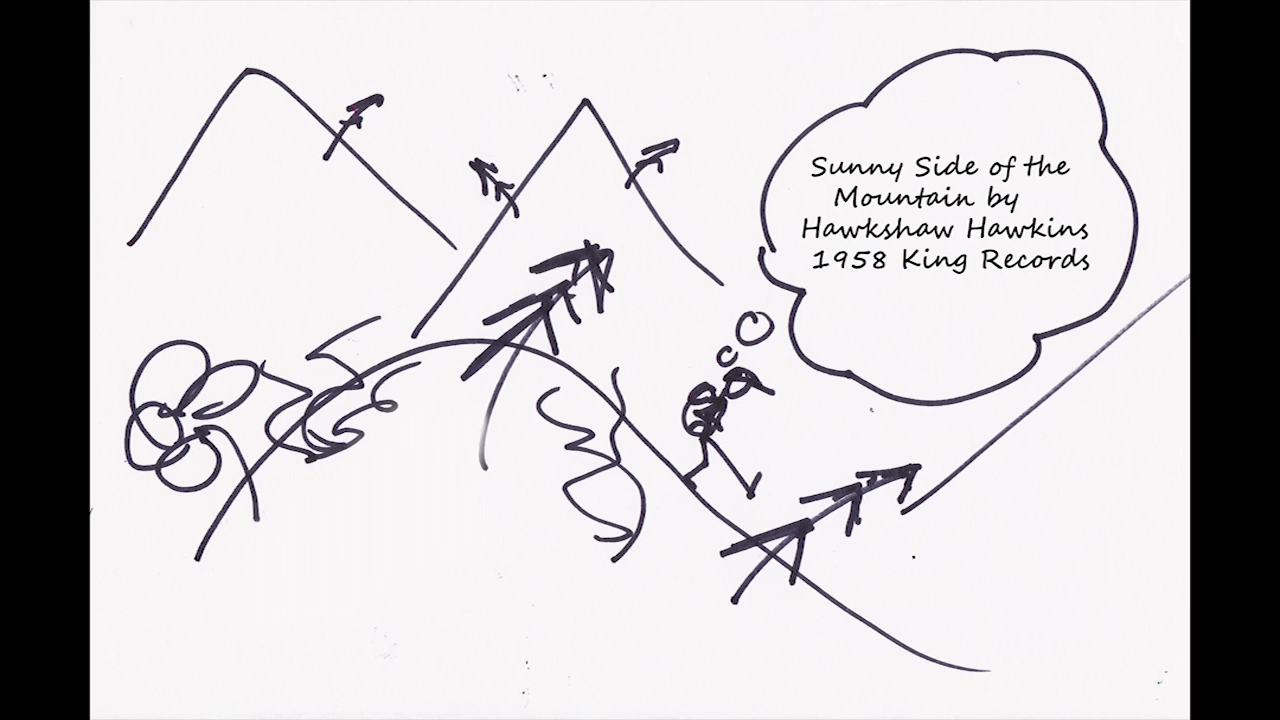 Sunny Side of the
Mountain by
Hawkshaw Hawkins
1958 King Records